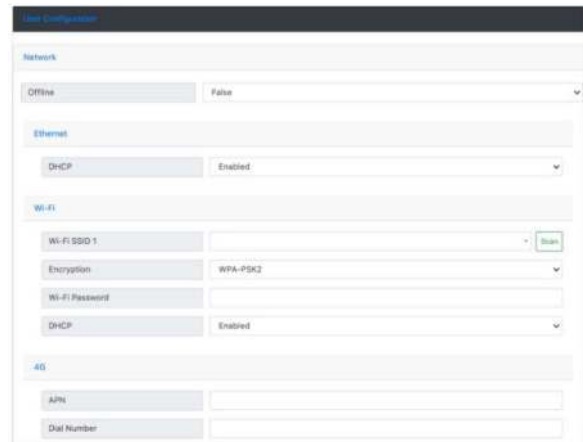 User Configuration
Network
Offline False
Ethernet
DHCP Enabled
Wi-Fi
Wi-Fi SSID 1 Scan
Encryption WPA-PSK2
Wi-Fi Password
DHCP Enabled
4G
APN
Dial Number